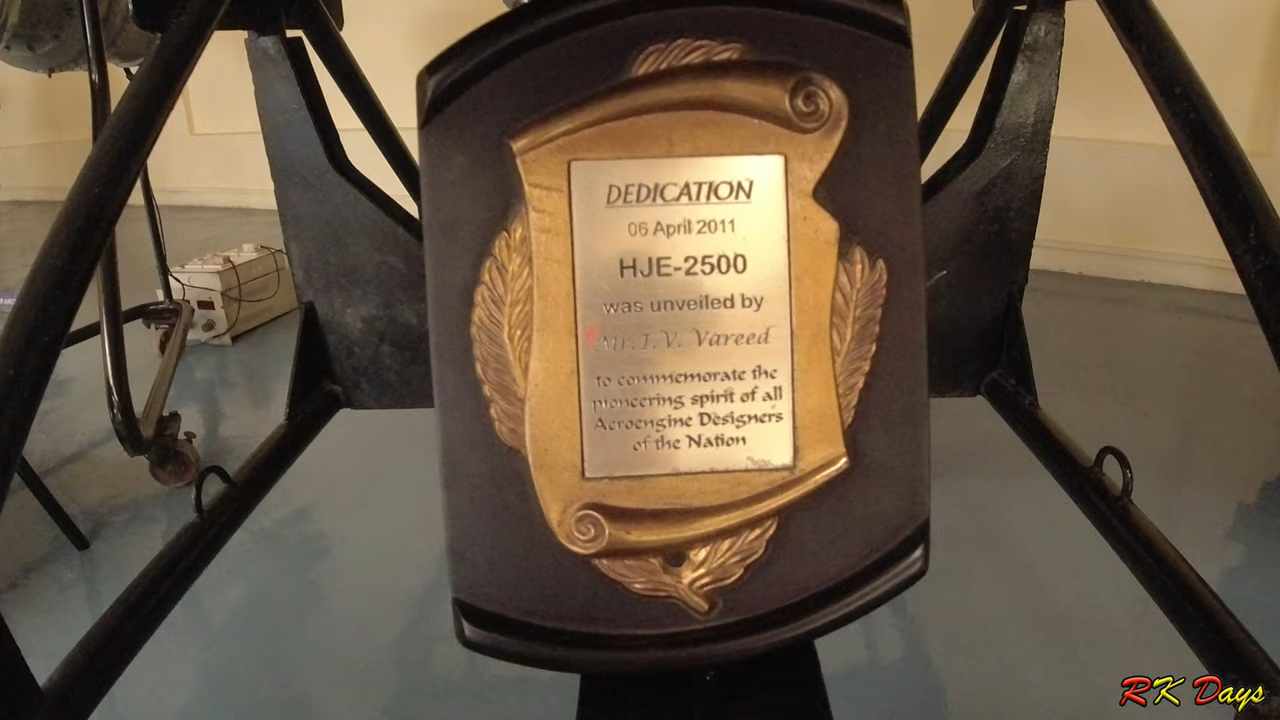 DEDICATION
06 April 2011
HJE-2500
was unveiled by
Mr. I. V. Vareed
to commemorate the
pioneering spirit of all
Aeroengine Designers
of the Nation
RK Days